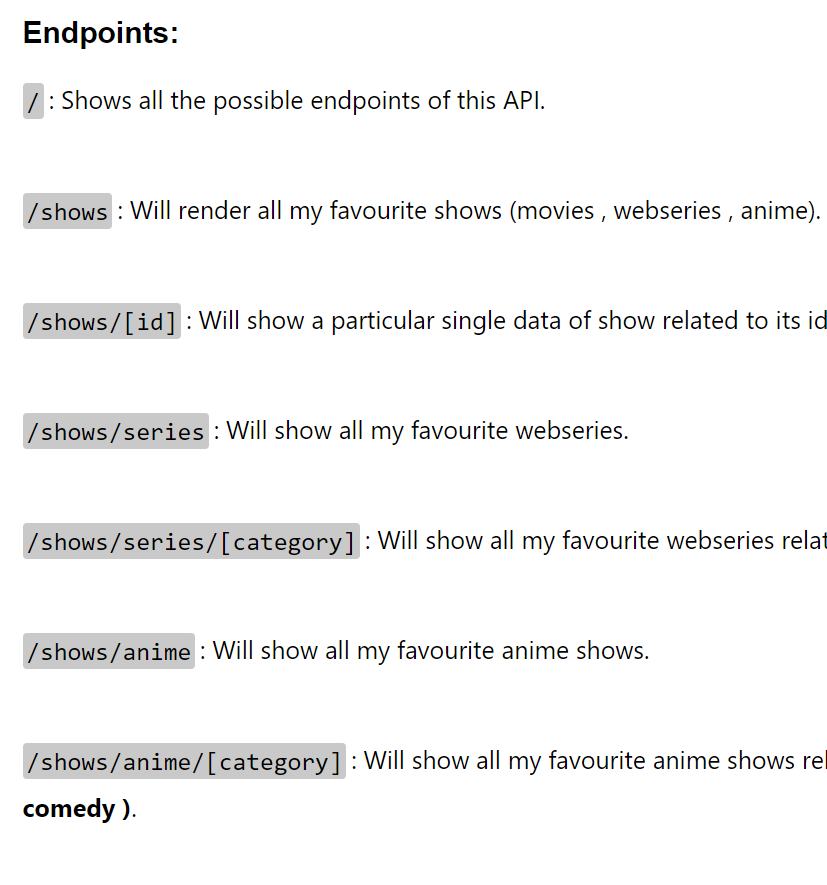 Endpoints:
/ : Shows all the possible endpoints of this API.
/shows : Will render all my favourite shows (movies , webseries , anime).
/shows/[id] : Will show a particular single data of show related to its id
/shows/series : Will show all my favourite webseries.
/shows/series/[category] : Will show all my favourite webseries relat
/shows/anime : Will show all my favourite anime shows.
/shows/anime/[category] : Will show all my favourite anime shows rel
comedy ).